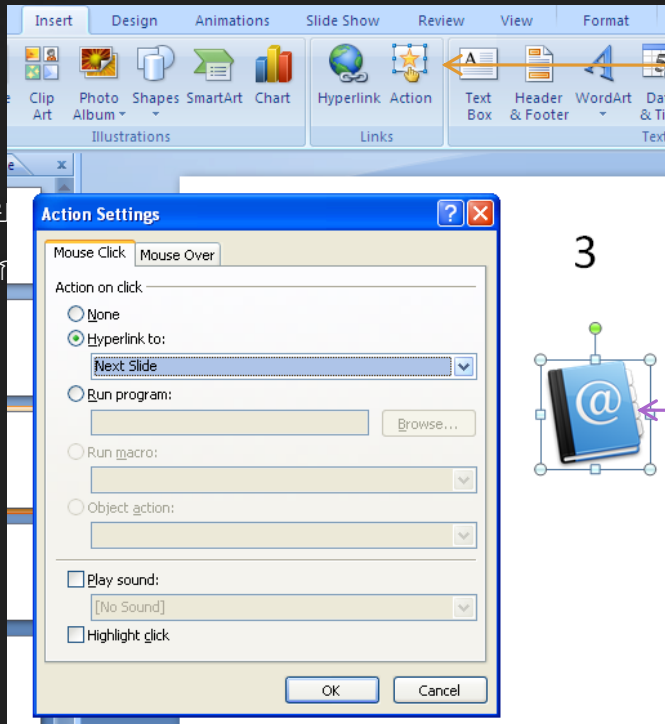 Insert Design Animations Slide Show Review View Format
Clip Art
Photo Album
Shapes
SmartArt
Chart
Hyperlink
Action
Text Box
Header & Footer
WordArt
Illustrations
Links
Text
x
Action Settings
Mouse Click
Mouse Over
Action on click
None
Hyperlink to:
Next Slide
Run program:
Browse...
Run macro:
Object action:
Play sound:
[No Sound]
Highlight click
OK
Cancel
3
@